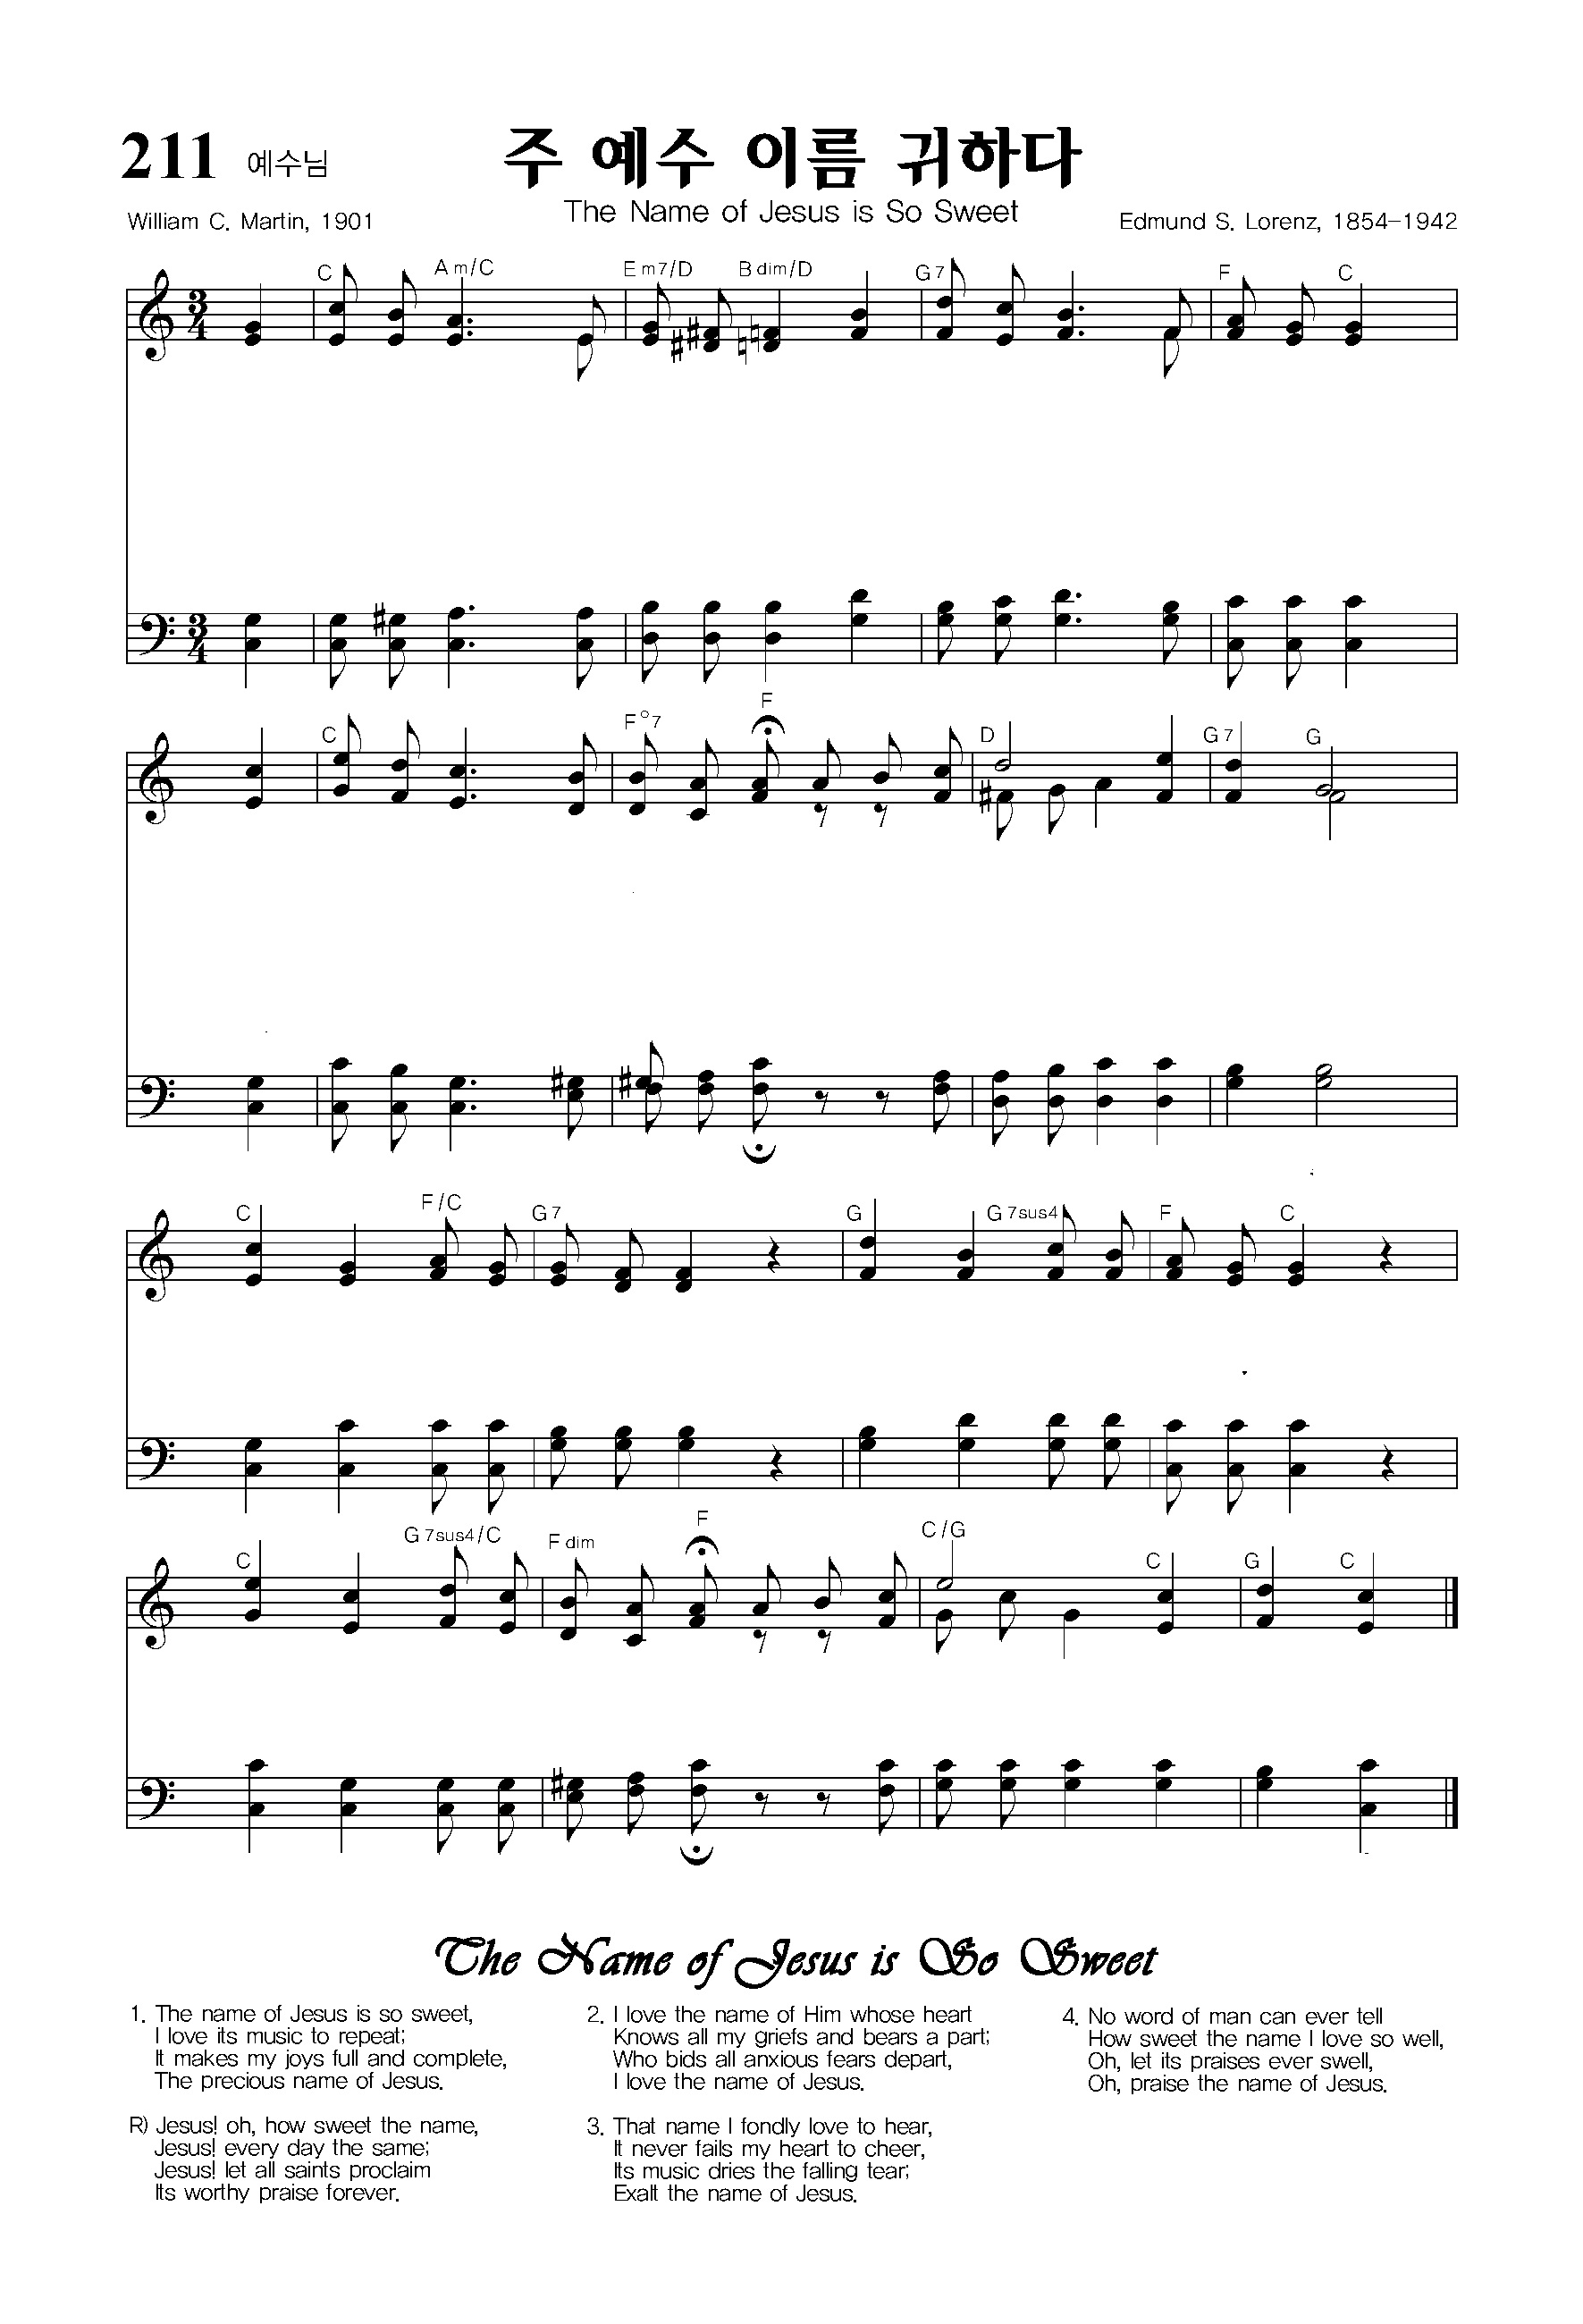 211 예수님 주 예수 이름 귀하다
The Name of Jesus is So Sweet
William C. Martin, 1901 Edmund S. Lorenz, 1854-1942
C Am/C Em7/D Bdim/D G7 F C
3 4
3 4
C F°7 F D G7 G
C F/C G7 G G7sus4 F C
C G7sus4/C Fdim F C/G C G C
The Name of Jesus is So Sweet
1. The name of Jesus is so sweet,
I love its music to repeat;
It makes my joys full and complete,
The precious name of Jesus.
R) Jesus! oh, how sweet the name,
Jesus! every day the same;
Jesus! let all saints proclaim
Its worthy praise forever.
2. I love the name of Him whose heart
Knows all my griefs and bears a part;
Who bids all anxious fears depart,
I love the name of Jesus.
3. That name I fondly love to hear,
It never fails my heart to cheer,
Its music dries the falling tear;
Exalt the name of Jesus.
4. No word of man can ever tell
How sweet the name I love so well,
Oh, let its praises ever swell,
Oh, praise the name of Jesus.